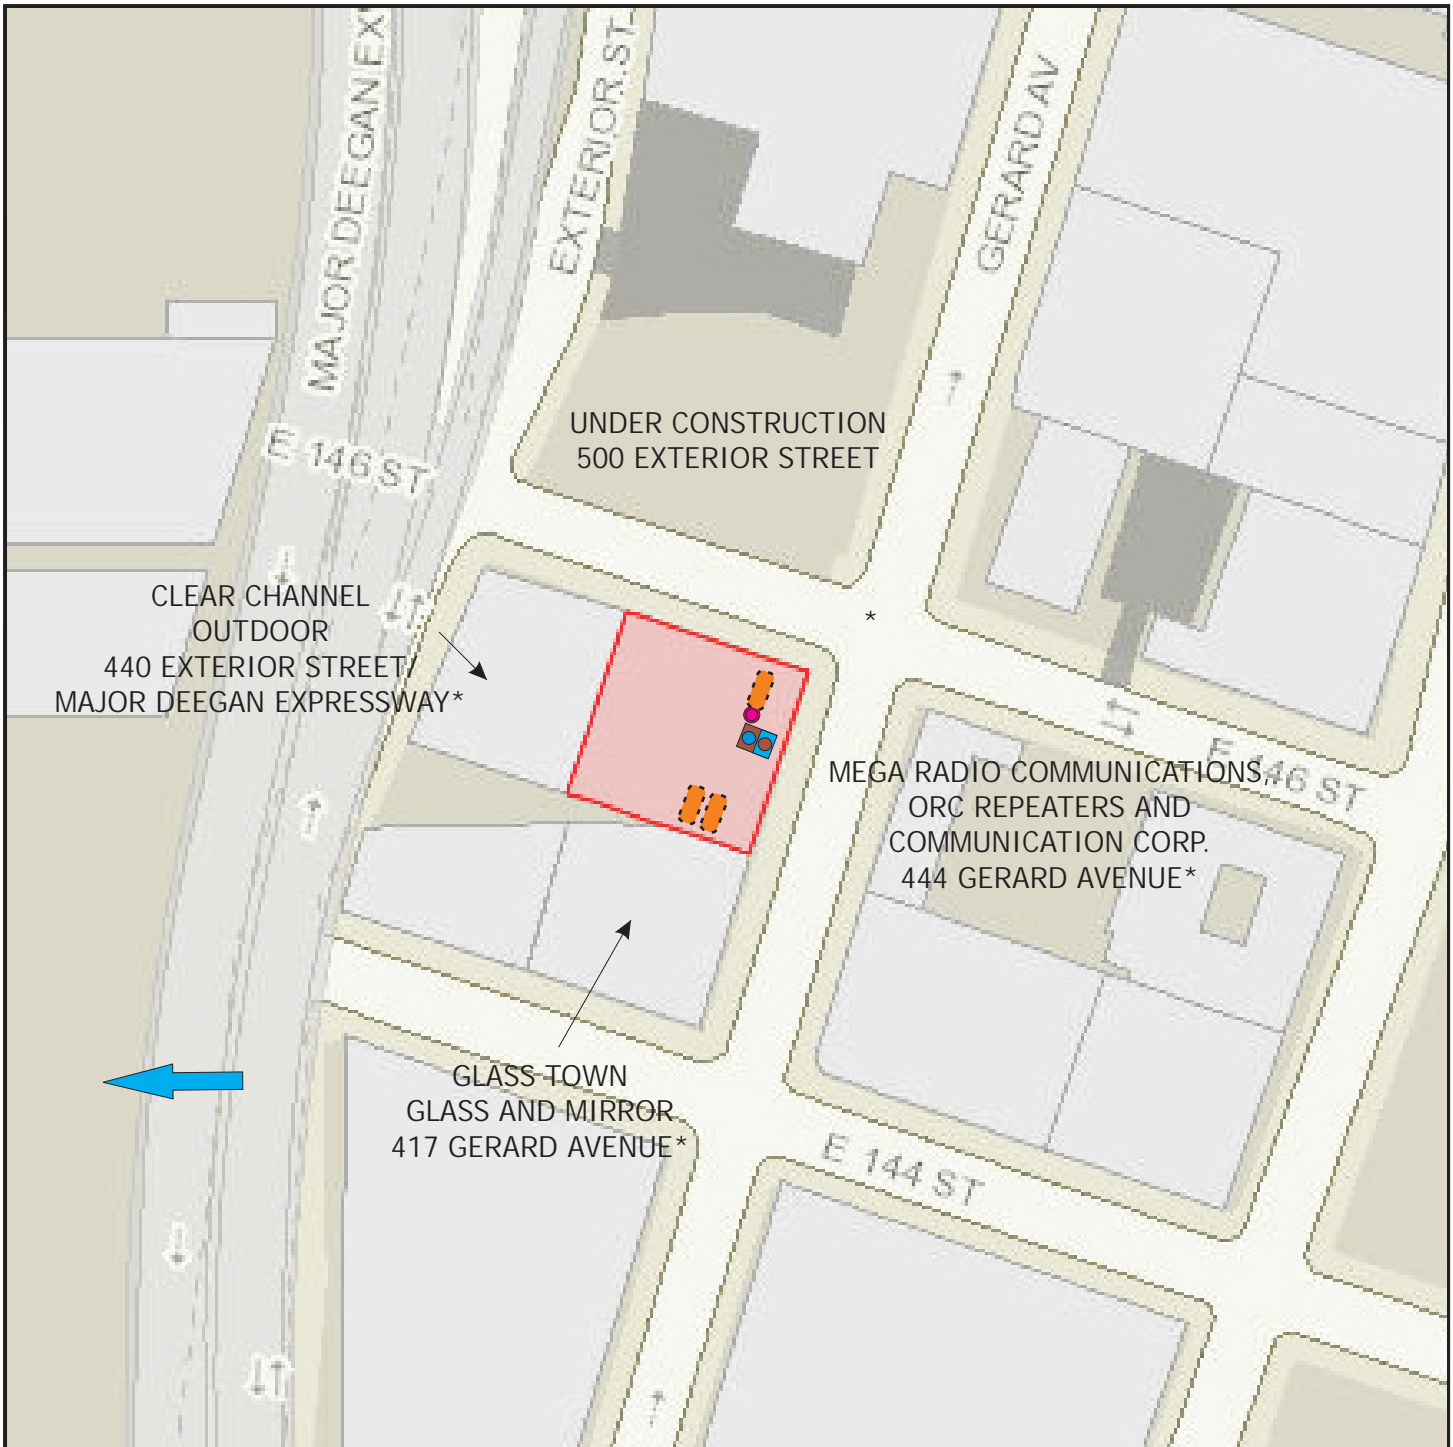 MAJOR DEEGAN EX
EXTERIOR ST
GERARD AV
UNDER CONSTRUCTION
500 EXTERIOR STREET
E 146 ST
CLEAR CHANNEL
OUTDOOR
440 EXTERIOR STREET/
MAJOR DEEGAN EXPRESSWAY*
*
E 146 ST
MEGA RADIO COMMUNICATIONS,
ORC REPEATERS AND
COMMUNICATION CORP.
444 GERARD AVENUE*
GLASS TOWN
GLASS AND MIRROR
417 GERARD AVENUE*
E 144 ST